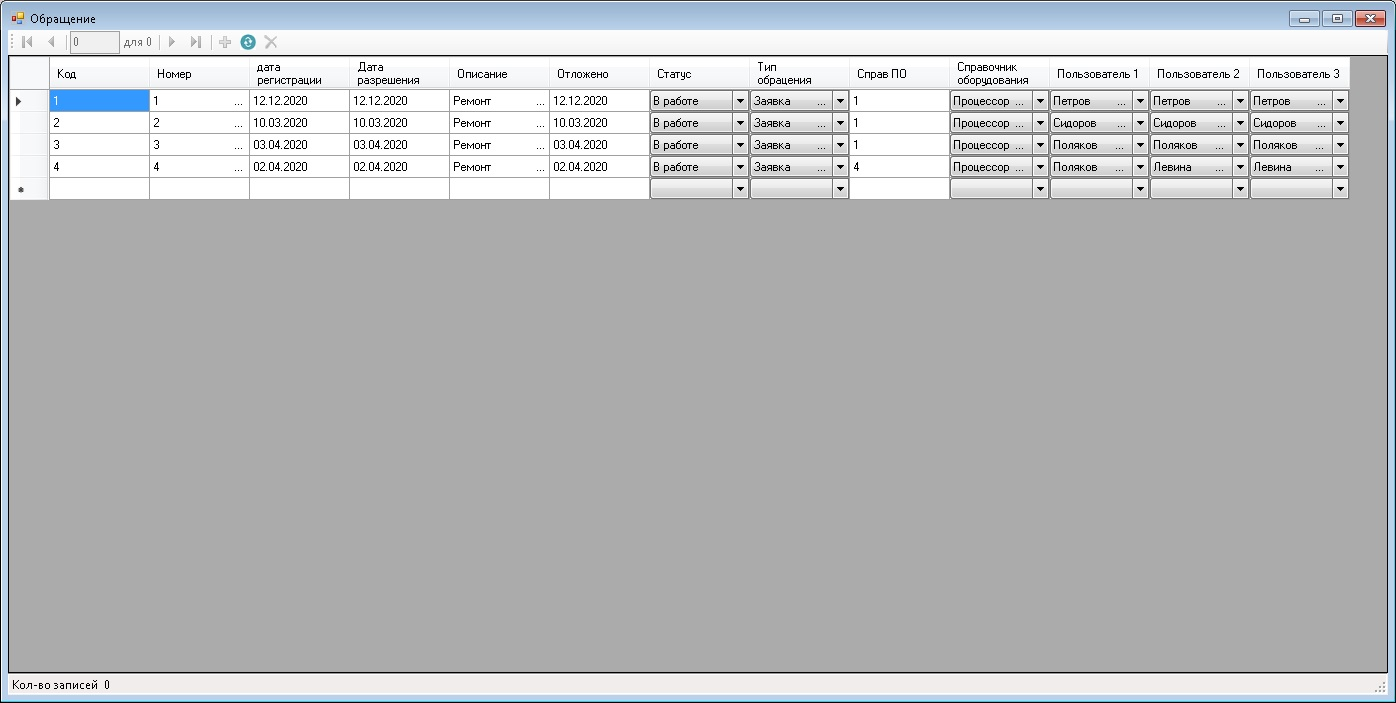 Обращение
0 для 0
Код Номер дата регистрации Дата разрешения Описание Отложено Статус Тип обращения Справ ПО Справочник оборудования Пользователь 1 Пользователь 2 Пользователь 3
1 1 ... 12.12.2020 12.12.2020 Ремонт ... 12.12.2020 В работе Заявка ... 1 Процессор ... Петров ... Петров ... Петров ...
2 2 ... 10.03.2020 10.03.2020 Ремонт ... 10.03.2020 В работе Заявка ... 1 Процессор ... Сидоров ... Сидоров ... Сидоров ...
3 3 ... 03.04.2020 03.04.2020 Ремонт ... 03.04.2020 В работе Заявка ... 1 Процессор ... Поляков ... Поляков ... Поляков ...
4 4 ... 02.04.2020 02.04.2020 Ремонт ... 02.04.2020 В работе Заявка ... 4 Процессор ... Поляков ... Левина ... Левина ...
Кол-во записей 0